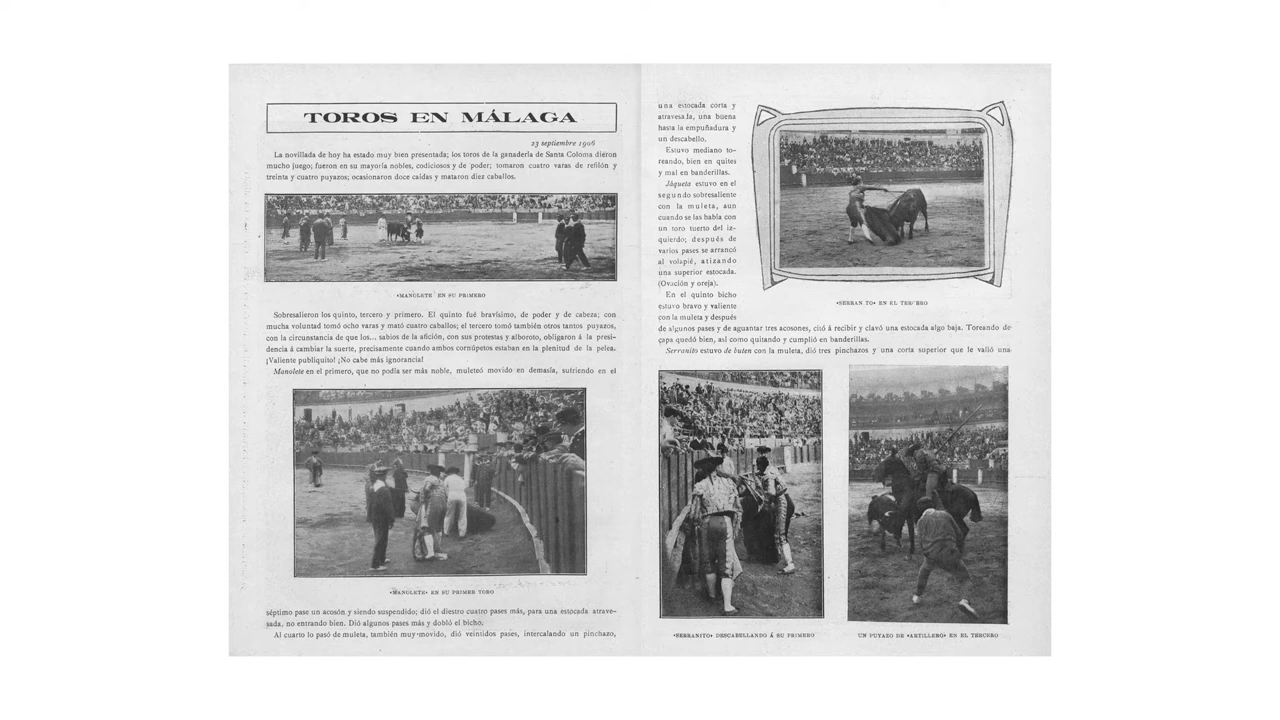 TOROS EN MÁLAGA
23 septiembre 1906
La novillada de hoy ha estado muy bien presentada; los toros de la ganadería de Santa Coloma dieron
mucho juego; fueron en su mayoría nobles, codiciosos y de poder; tomaron cuatro varas de refilón y
treinta y cuatro puyazos; ocasionaron doce caídas y mataron diez caballos.
«MANOLETE» EN SU PRIMERO
Sobresalieron los quinto, tercero y primero. El quinto fué bravísimo, de poder y de cabeza; con
mucha voluntad tomó ocho varas y mató cuatro caballos; el tercero tomó también otros tantos puyazos,
con la circunstancia de que los... sabios de la afición, con sus protestas y alboroto, obligaron á la presi-
dencia á cambiar la suerte, precisamente cuando ambos cornúpetos estaban en la plenitud de la pelea.
¡Valiente publiquito! ¡No cabe más ignorancia!
Manolete en el primero, que no podía ser más noble, muleteó movido en demasía, sufriendo en el
«MANOLETE» EN SU PRIMER TORO
séptimo pase un acosón y siendo suspendido; dió el diestro cuatro pases más, para una estocada atrave-
sada, no entrando bien. Dió algunos pases más y dobló el bicho.
Al cuarto lo pasó de muleta, también muy movido, dió veintidos pases, intercalando un pinchazo,
una estocada corta y
atravesada, una buena
hasta la empuñadura y
un descabello.
Estuvo mediano to-
reando, bien en quites
y mal en banderillas.
Jáqueta estuvo en el
segundo sobresaliente
con la muleta, aun
cuando se las había con
un toro tuerto del iz-
quierdo; después de
varios pases se arrancó
al volapié, atizando
una superior estocada.
(Ovación y oreja).
En el quinto bicho
estuvo bravo y valiente
con la muleta y después
de algunos pases y de aguantar tres acosones, citó á recibir y clavó una estocada algo baja. Toreando de
capa quedó bien, así como quitando y cumplió en banderillas.
Serranito estuvo de buten con la muleta, dió tres pinchazos y una corta superior que le valió una
«SERRANITO» EN EL TERCERO
«SERRANITO» DESCABELLANDO Á SU PRIMERO
UN PUYAZO DE «ARTILLERO» EN EL TERCERO